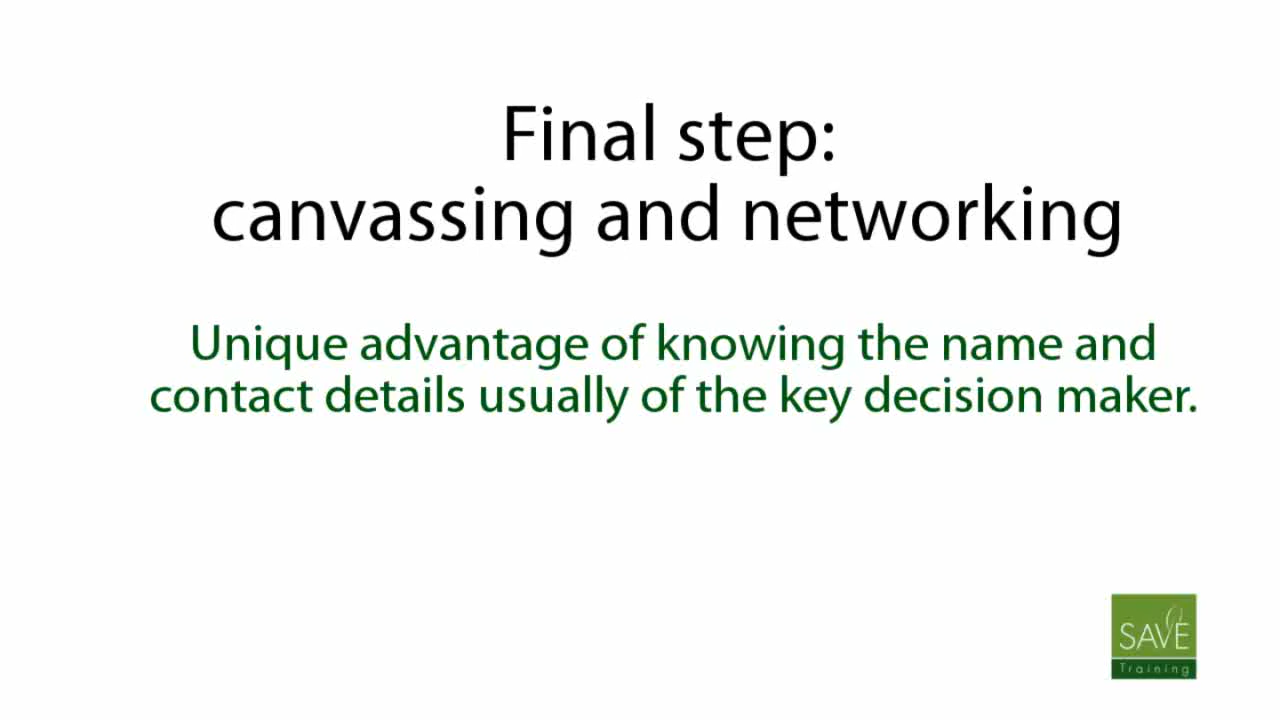 Final step:
canvassing and networking
Unique advantage of knowing the name and
contact details usually of the key decision maker.
SAVE
Training